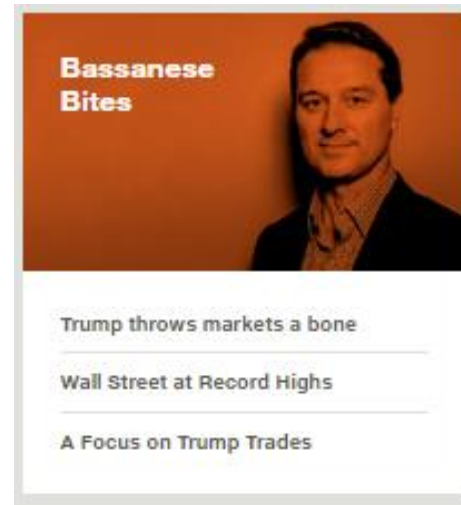 Bassanese
Bites
Trump throws markets a bone
Wall Street at Record Highs
A Focus on Trump Trades